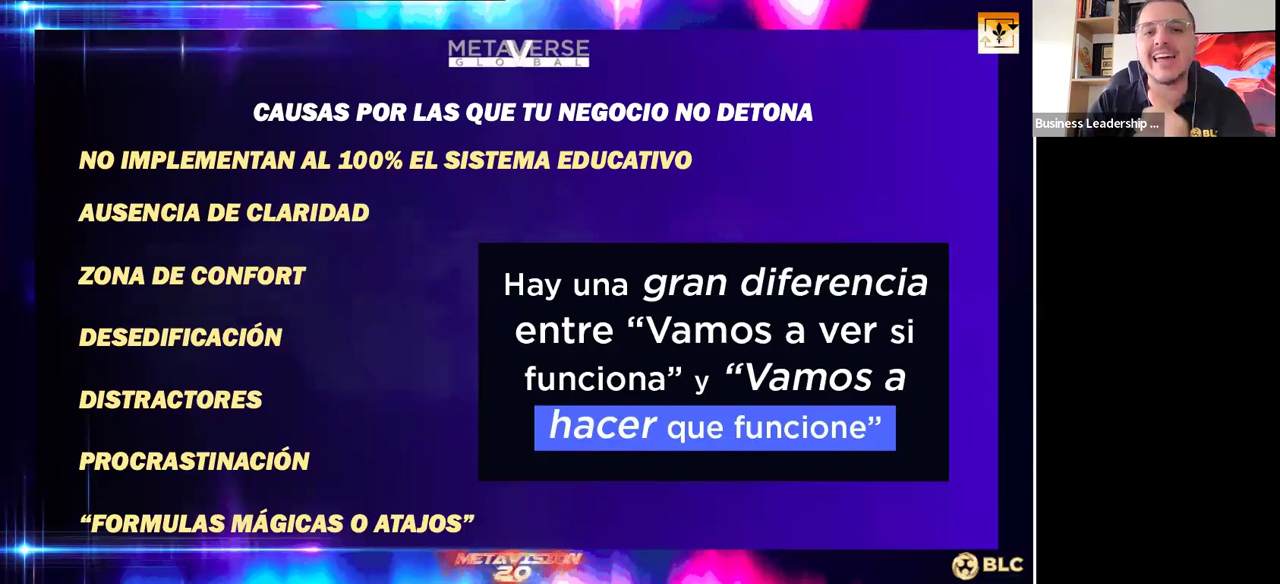 METAVERSE
GLOBAL
CAUSAS POR LAS QUE TU NEGOCIO NO DETONA
NO IMPLEMENTAN AL 100% EL SISTEMA EDUCATIVO
AUSENCIA DE CLARIDAD
ZONA DE CONFORT
DESEDIFICACIÓN
DISTRACTORES
PROCRASTINACIÓN
“FORMULAS MÁGICAS O ATAJOS”
Hay una gran diferencia
entre “Vamos a ver si
funciona” y “Vamos a
hacer que funcione”
METAVISION
2.0
BLC
Business Leadership ...